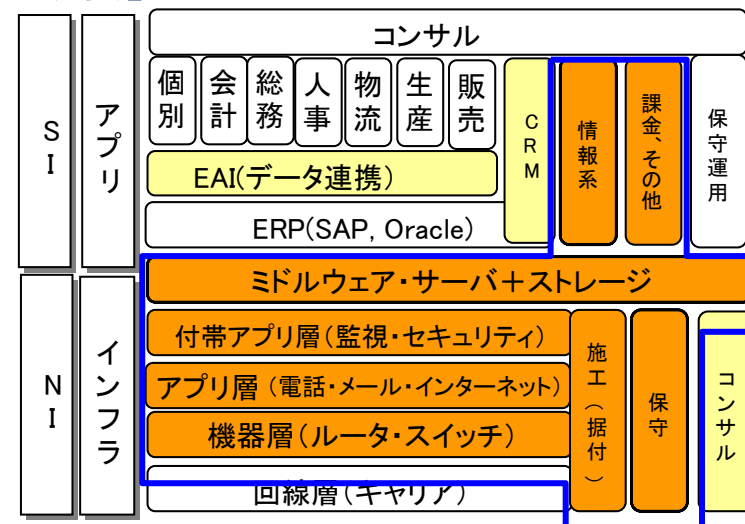 コンサル
SI
アプリ
個別
会計
総務
人事
物流
生産
販売
CRM
情報系
課金、その他
保守運用
EAI(データ連携)
ERP(SAP, Oracle)
ミドルウェア・サーバ＋ストレージ
NI
インフラ
付帯アプリ層(監視・セキュリティ)
アプリ層(電話・メール・インターネット)
機器層(ルータ・スイッチ)
回線層(キャリア)
施工(据付)
保守
コンサル